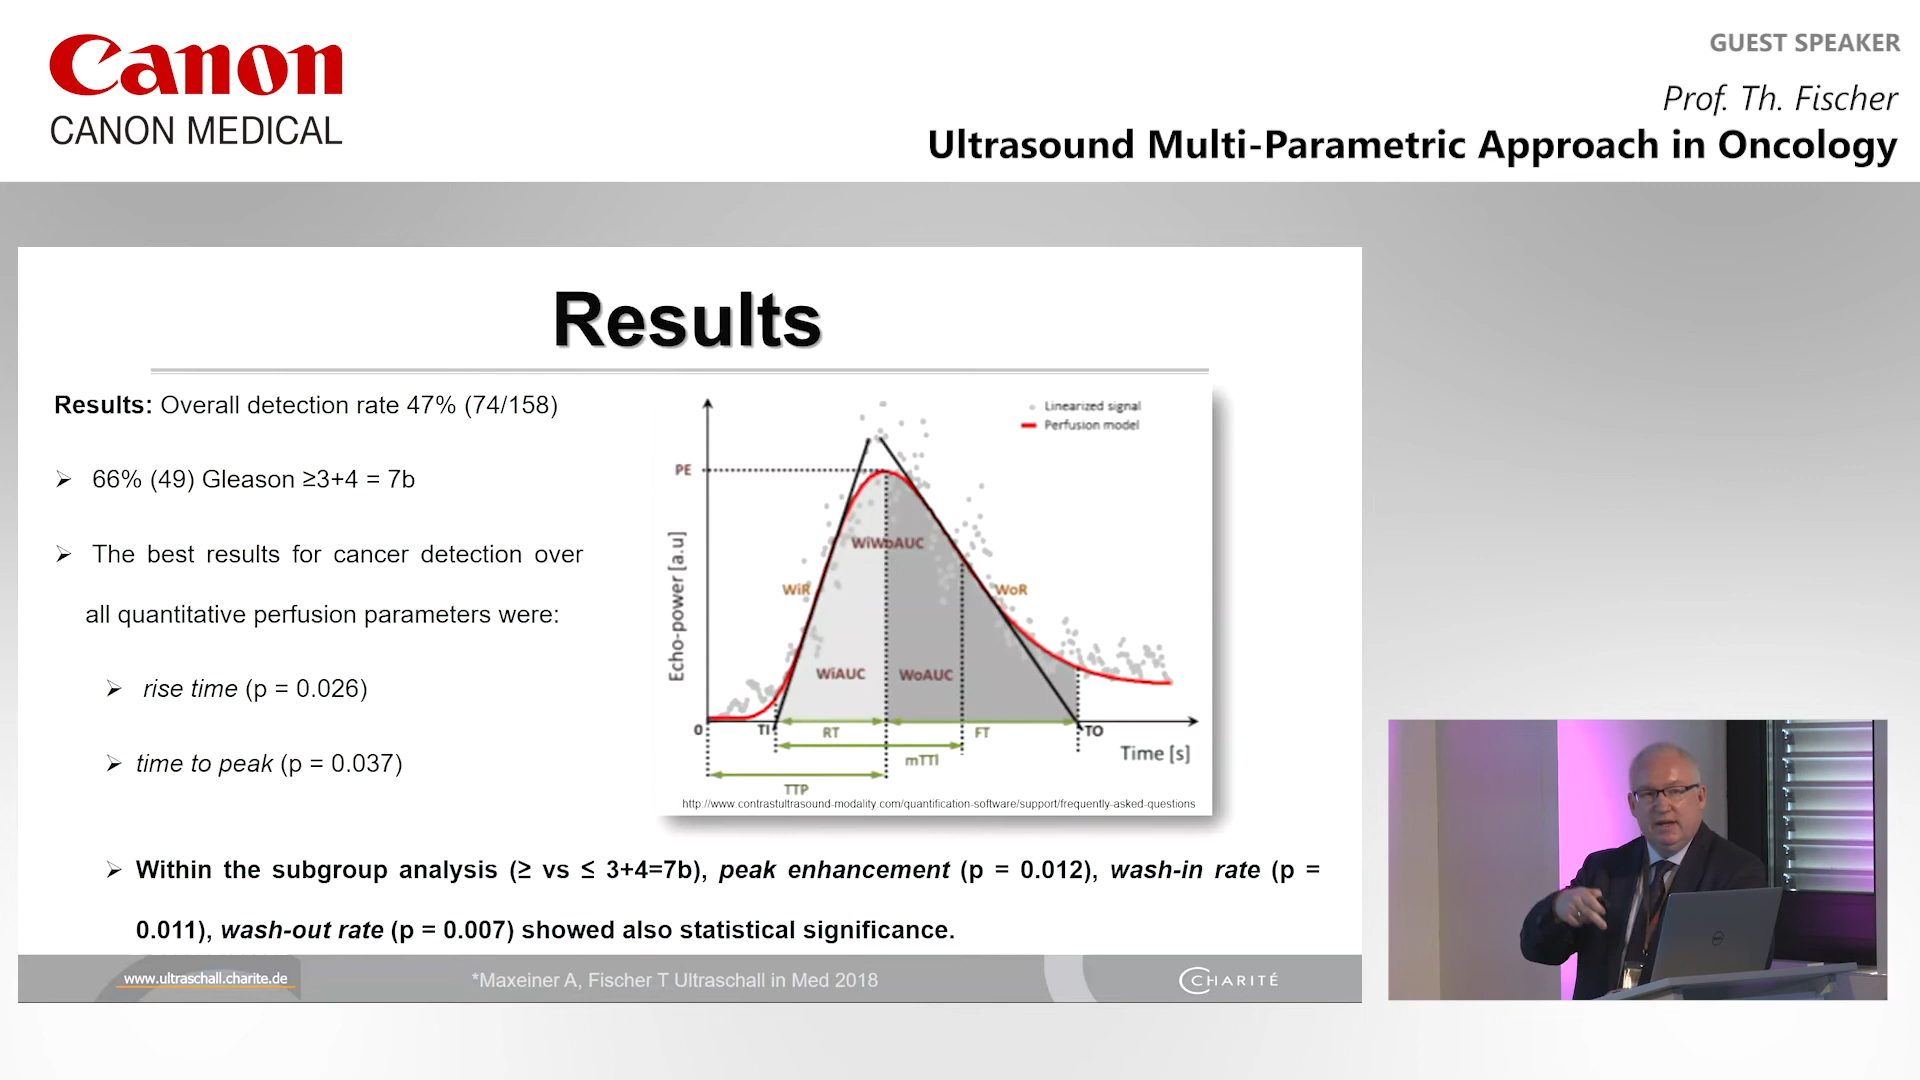 Canon
CANON MEDICAL
GUEST SPEAKER
Prof. Th. Fischer
Ultrasound Multi-Parametric Approach in Oncology
Results
Results: Overall detection rate 47% (74/158)
➢ 66% (49) Gleason ≥3+4 = 7b
➢ The best results for cancer detection over
all quantitative perfusion parameters were:
➢ rise time (p = 0.026)
➢ time to peak (p = 0.037)
➢ Within the subgroup analysis (≥ vs ≤ 3+4=7b), peak enhancement (p = 0.012), wash-in rate (p =
0.011), wash-out rate (p = 0.007) showed also statistical significance.
Linearized signal
Perfusion model
PE
Echo-power [a.u]
WiWoAUC
WiR
WoR
WiAUC
WoAUC
0
TI
RT
FT
TO
mTTI
Time [s]
TTP
http://www.contrastultrasound-modality.com/quantification-software/support/frequently-asked-questions
www.ultraschall.charite.de
*Maxeiner A, Fischer T Ultraschall in Med 2018
CHARITÉ
DELL